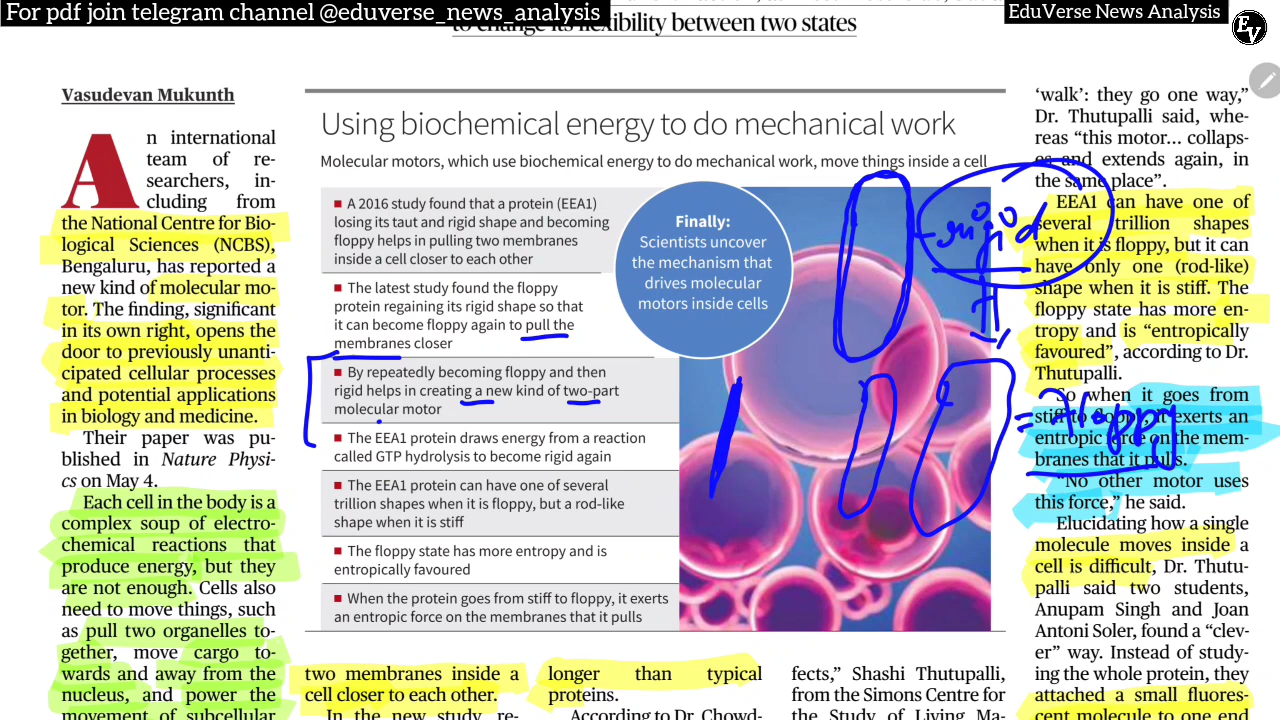 For pdf join telegram channel @eduverse_news_analysis
EduVerse News Analysis
EV
to change its flexibility between two states
Vasudevan Mukunth
An international
team of re-
searchers, in-
cluding from
the National Centre for Bio-
logical Sciences (NCBS),
Bengaluru, has reported a
new kind of molecular mo-
tor. The finding, significant
in its own right, opens the
door to previously unanti-
cipated cellular processes
and potential applications
in biology and medicine.
Their paper was pu-
blished in Nature Physi-
cs on May 4.
Each cell in the body is a
complex soup of electro-
chemical reactions that
produce energy, but they
are not enough. Cells also
need to move things, such
as pull two organelles to-
gether, move cargo to-
wards and away from the
nucleus, and power the
movement of subcellular
Using biochemical energy to do mechanical work
Molecular motors, which use biochemical energy to do mechanical work, move things inside a cell
■ A 2016 study found that a protein (EEA1)
losing its taut and rigid shape and becoming
floppy helps in pulling two membranes
inside a cell closer to each other
■ The latest study found the floppy
protein regaining its rigid shape so that
it can become floppy again to pull the
membranes closer
■ By repeatedly becoming floppy and then
rigid helps in creating a new kind of two-part
molecular motor
■ The EEA1 protein draws energy from a reaction
called GTP hydrolysis to become rigid again
■ The EEA1 protein can have one of several
trillion shapes when it is floppy, but a rod-like
shape when it is stiff
■ The floppy state has more entropy and is
entropically favoured
■ When the protein goes from stiff to floppy, it exerts
an entropic force on the membranes that it pulls
Finally:
Scientists uncover
the mechanism that
drives molecular
motors inside cells
rigid
floppy
two membranes inside a
cell closer to each other.
In the new study, re-
longer than typical
proteins.
According to Dr. Chowd-
fects,” Shashi Thutupalli,
from the Simons Centre for
the Study of Living Ma-
‘walk’: they go one way,”
Dr. Thutupalli said, whe-
reas “this motor... collaps-
es and extends again, in
the same place”.
EEA1 can have one of
several trillion shapes
when it is floppy, but it can
have only one (rod-like)
shape when it is stiff. The
floppy state has more en-
tropy and is “entropically
favoured”, according to Dr.
Thutupalli.
So when it goes from
stiff to floppy, it exerts an
entropic force on the mem-
branes that it pulls.
“No other motor uses
this force,” he said.
Elucidating how a single
molecule moves inside a
cell is difficult, Dr. Thutu-
palli said two students,
Anupam Singh and Joan
Antoni Soler, found a “clev-
er” way. Instead of study-
ing the whole protein, they
attached a small fluores-
cent molecule to one end